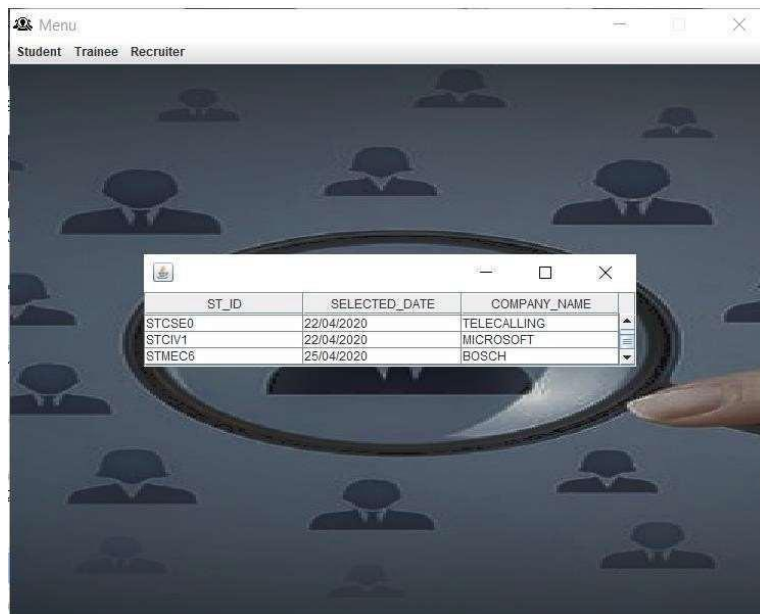 Menu
Student Trainee Recruiter
ST_ID SELECTED_DATE COMPANY_NAME
STCSE0 22/04/2020 TELECALLING
STCIV1 22/04/2020 MICROSOFT
STMEC6 25/04/2020 BOSCH